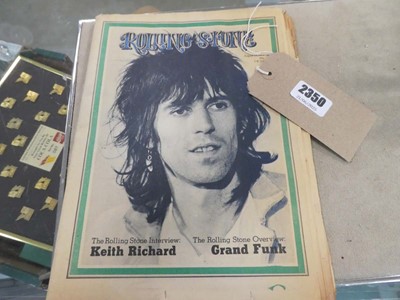 ROLLING STONE
2350
The Rolling Stone Interview:
Keith Richard
The Rolling Stone Overview:
Grand Funk